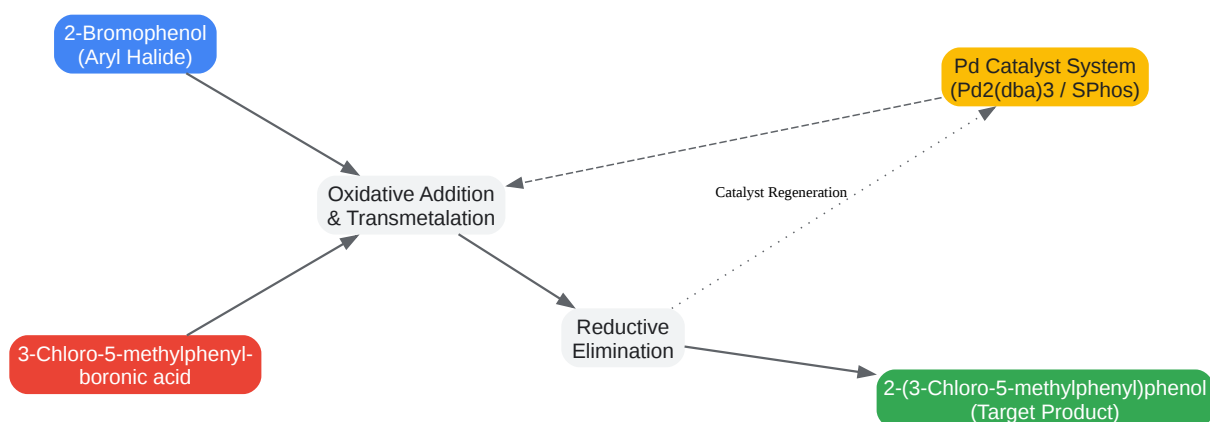 2-Bromophenol
(Aryl Halide)
Pd Catalyst System
(Pd2(dba)3 / SPhos)
Oxidative Addition
& Transmetalation
Catalyst Regeneration
3-Chloro-5-methylphenyl-
boronic acid
Reductive
Elimination
2-(3-Chloro-5-methylphenyl)phenol
(Target Product)